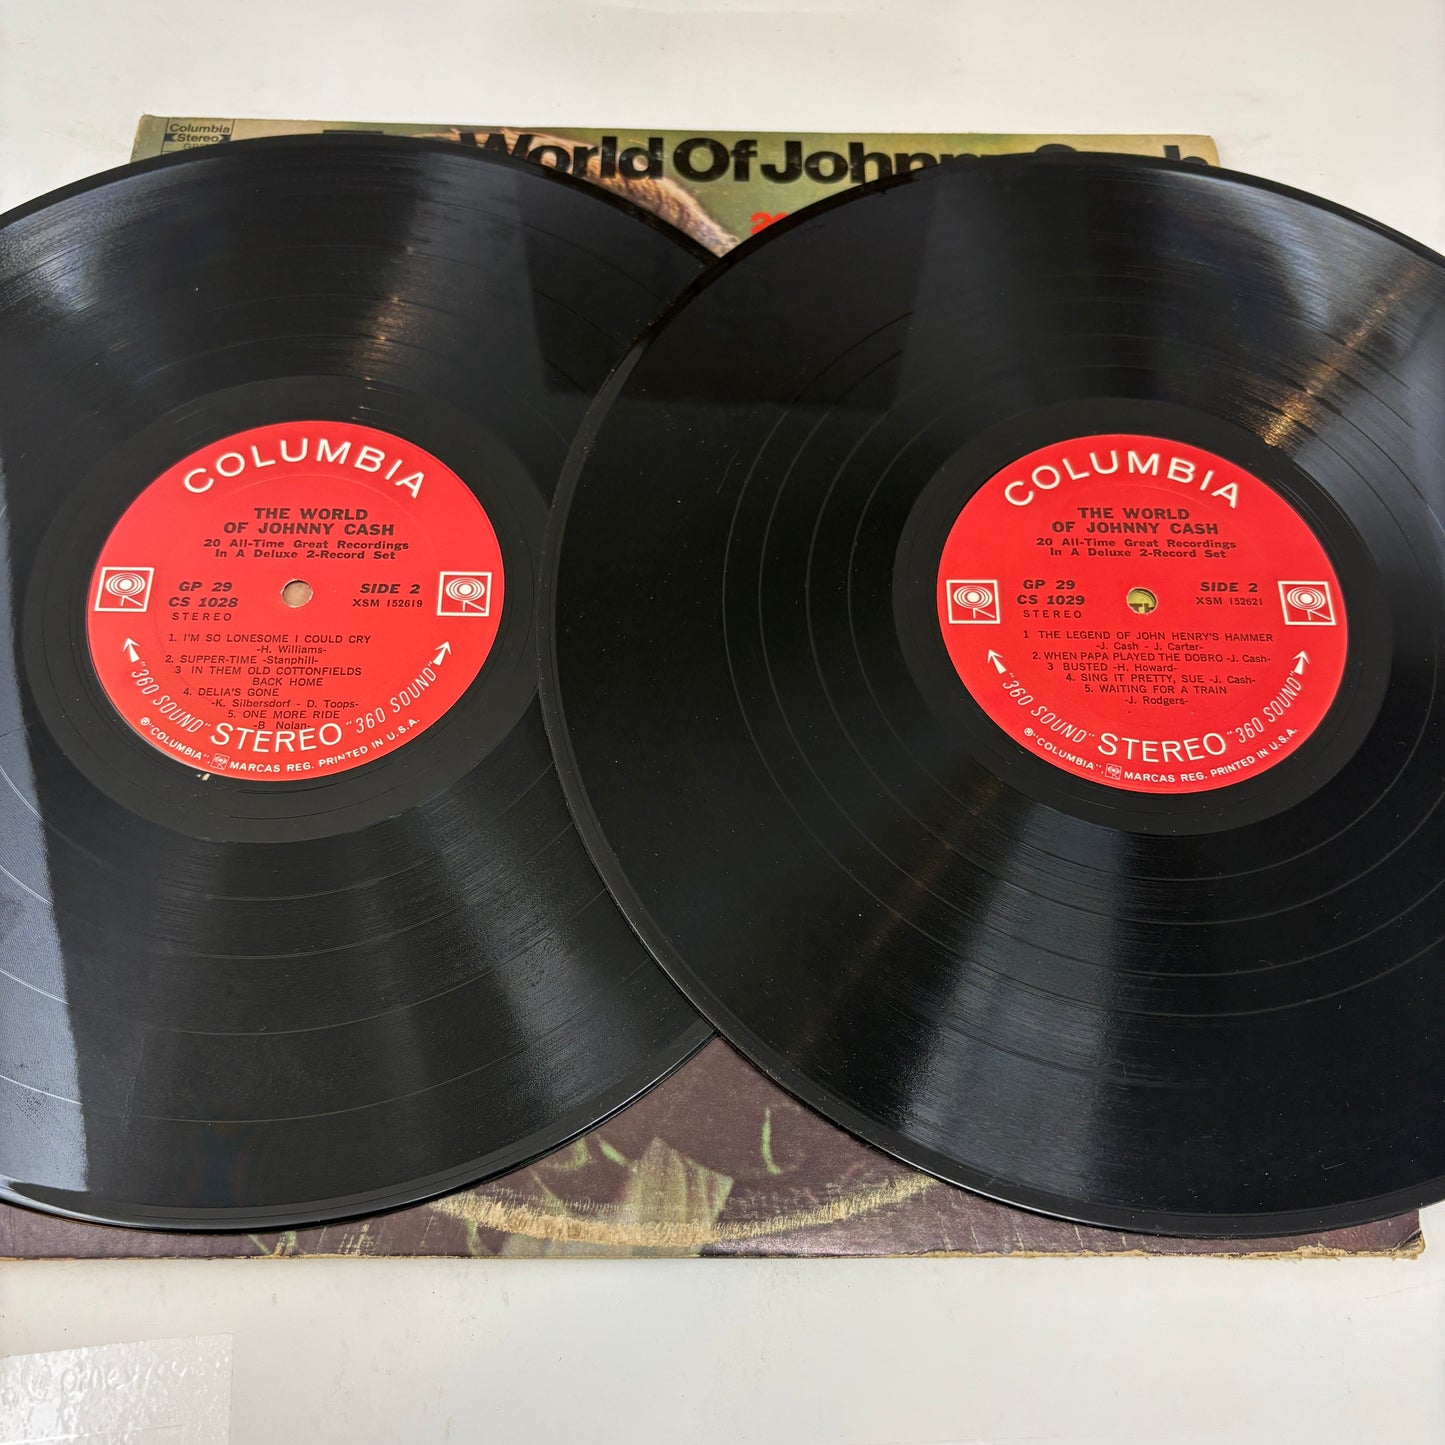 Columbia
Stereo
World Of Johnny
COLUMBIA
THE WORLD
OF JOHNNY CASH
20 All-Time Great Recordings
In A Deluxe 2-Record Set
GP 29
CS 1028
STEREO
SIDE 2
XSM 152619
1. I'M SO LONESOME I COULD CRY
-H. Williams-
2. SUPPER-TIME -Stanphill-
3 IN THEM OLD COTTONFIELDS
BACK HOME
4. DELIA'S GONE
-K. Silbersdorf - D. Toops-
5. ONE MORE RIDE
-B Nolan-
"360 SOUND" STEREO "360 SOUND"
℗ "COLUMBIA", MARCAS REG. PRINTED IN U.S.A.
COLUMBIA
THE WORLD
OF JOHNNY CASH
20 All-Time Great Recordings
In A Deluxe 2-Record Set
GP 29
CS 1029
STEREO
SIDE 2
XSM 152621
1 THE LEGEND OF JOHN HENRY'S HAMMER
-J. Cash - J. Carter-
2. WHEN PAPA PLAYED THE DOBRO -J. Cash-
3 BUSTED -H. Howard-
4. SING IT PRETTY, SUE -J. Cash-
5. WAITING FOR A TRAIN
-J. Rodgers-
"360 SOUND" STEREO "360 SOUND"
® "COLUMBIA", MARCAS REG. PRINTED IN U.S.A.